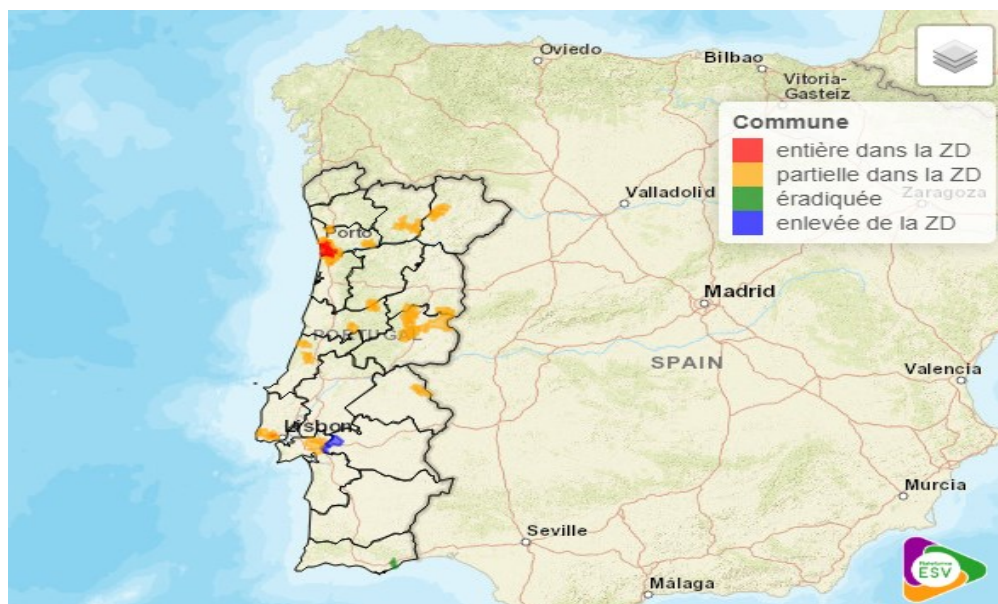 Oviedo
Bilbao
Vitoria-
Gasteiz
Commune
entière dans la ZD
partielle dans la ZD
éradiquée
enlevée de la ZD
Valladolid
Zaragoza
Porto
Madrid
PORTUGAL
SPAIN
Valencia
Lisbon
Murcia
Seville
Málaga
Plateforme
ESV